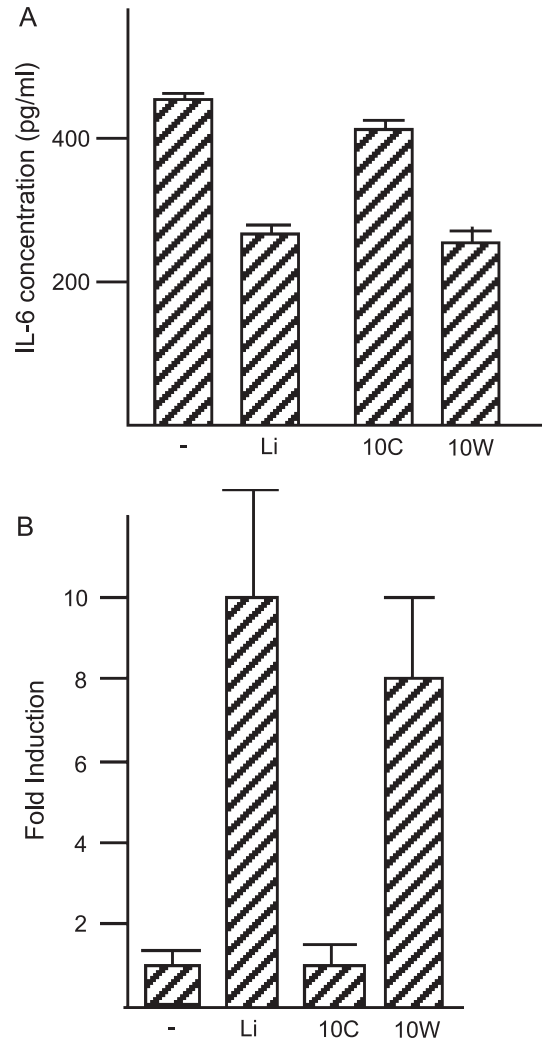 A
IL-6 concentration (pg/ml)
400
200
- Li 10C 10W
B
Fold Induction
10
8
6
4
2
- Li 10C 10W